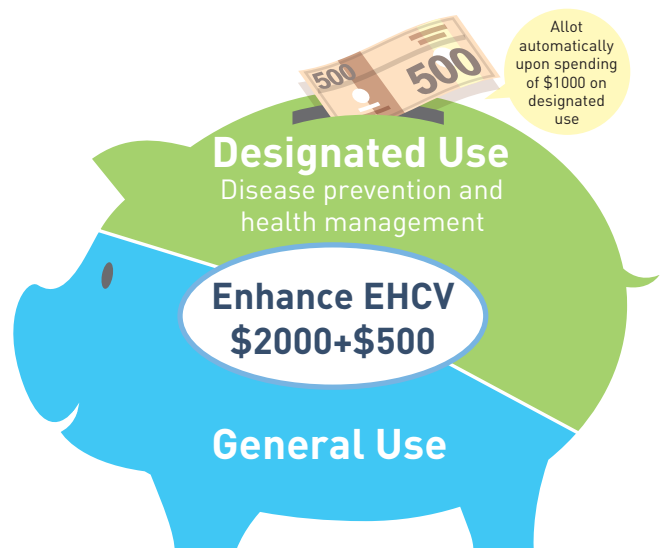 Allot
automatically
upon spending
of $1000 on
designated
use
500
500
Designated Use
Disease prevention and
health management
Enhance EHCV
$2000+$500
General Use